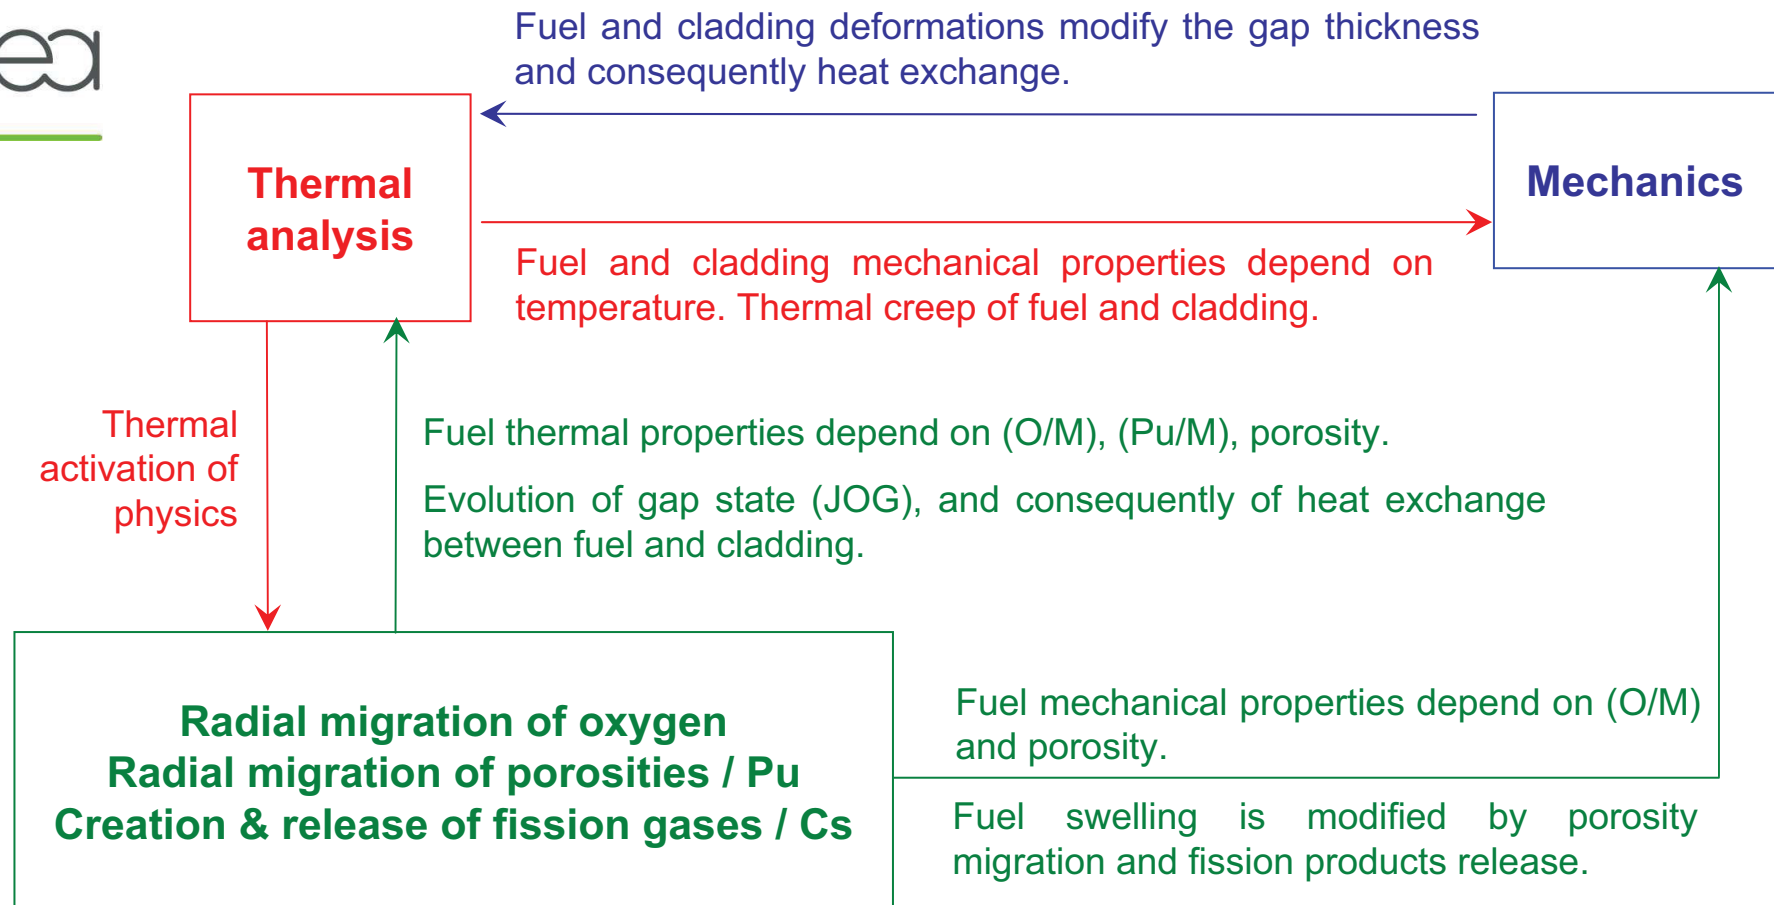 ea
Fuel and cladding deformations modify the gap thickness
and consequently heat exchange.
Thermal
analysis
Mechanics
Fuel and cladding mechanical properties depend on
temperature. Thermal creep of fuel and cladding.
Thermal
activation of
physics
Fuel thermal properties depend on (O/M), (Pu/M), porosity.
Evolution of gap state (JOG), and consequently of heat exchange
between fuel and cladding.
Radial migration of oxygen
Radial migration of porosities / Pu
Creation & release of fission gases / Cs
Fuel mechanical properties depend on (O/M)
and porosity.
Fuel swelling is modified by porosity
migration and fission products release.